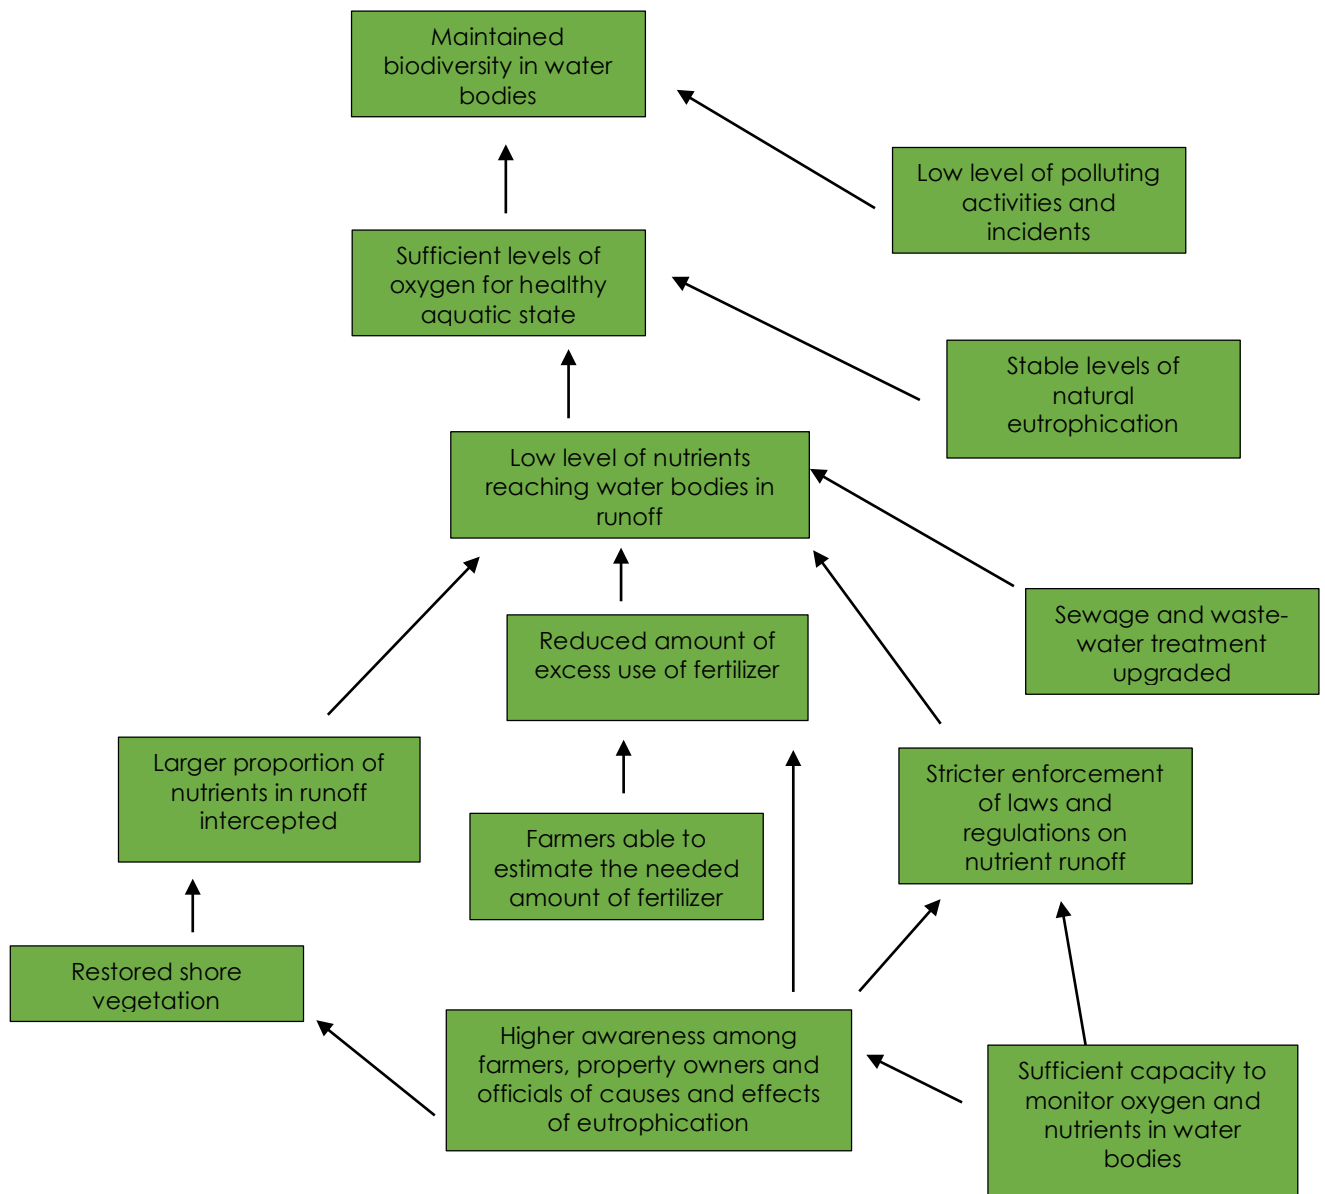 Maintained
biodiversity in water
bodies
Low level of polluting
activities and
incidents
Sufficient levels of
oxygen for healthy
aquatic state
Stable levels of
natural
eutrophication
Low level of nutrients
reaching water bodies in
runoff
Sewage and waste-
water treatment
upgraded
Reduced amount of
excess use of fertilizer
Larger proportion of
nutrients in runoff
intercepted
Stricter enforcement
of laws and
regulations on
nutrient runoff
Farmers able to
estimate the needed
amount of fertilizer
Restored shore
vegetation
Higher awareness among
farmers, property owners and
officials of causes and effects
of eutrophication
Sufficient capacity to
monitor oxygen and
nutrients in water
bodies